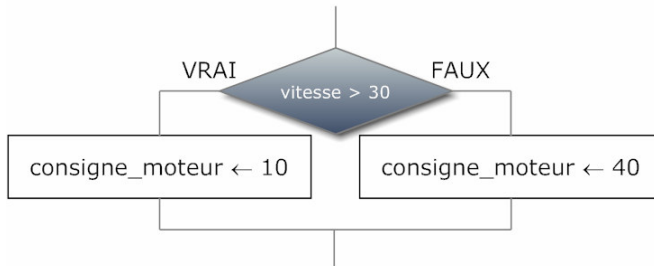 VRAI
FAUX
vitesse > 30
consigne_moteur ← 10
consigne_moteur ← 40